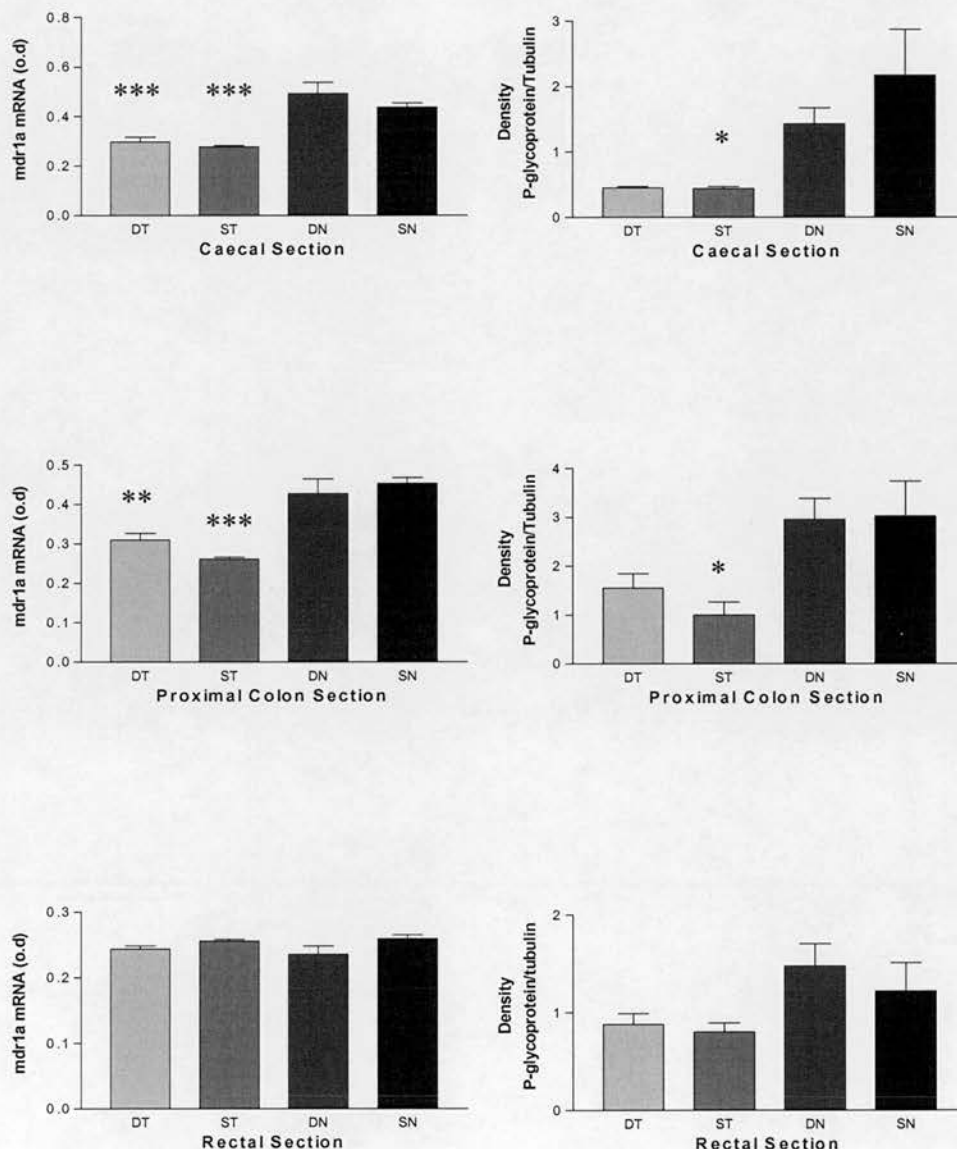 mdr1a mRNA (o.d)
0.8
0.6
0.4
0.2
0.0
***
***
DT ST DN SN
Caecal Section
Density
P-glycoprotein/Tubulin
3
2
1
0
*
DT ST DN SN
Caecal Section
mdr1a mRNA (o.d)
0.5
0.4
0.3
0.2
0.1
0.0
**
***
DT ST DN SN
Proximal Colon Section
Density
P-glycoprotein/Tubulin
4
3
2
1
0
*
DT ST DN SN
Proximal Colon Section
mdr1a mRNA (o.d)
0.3
0.2
0.1
0.0
DT ST DN SN
Rectal Section
Density
P-glycoprotein/tubulin
2
1
0
DT ST DN SN
Rectal Section